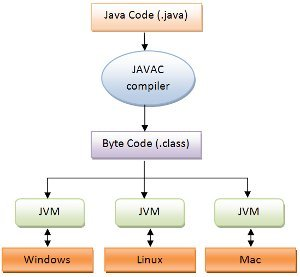 Java Code (.java)
JAVAC
compiler
Byte Code (.class)
JVM
JVM
JVM
Windows
Linux
Mac